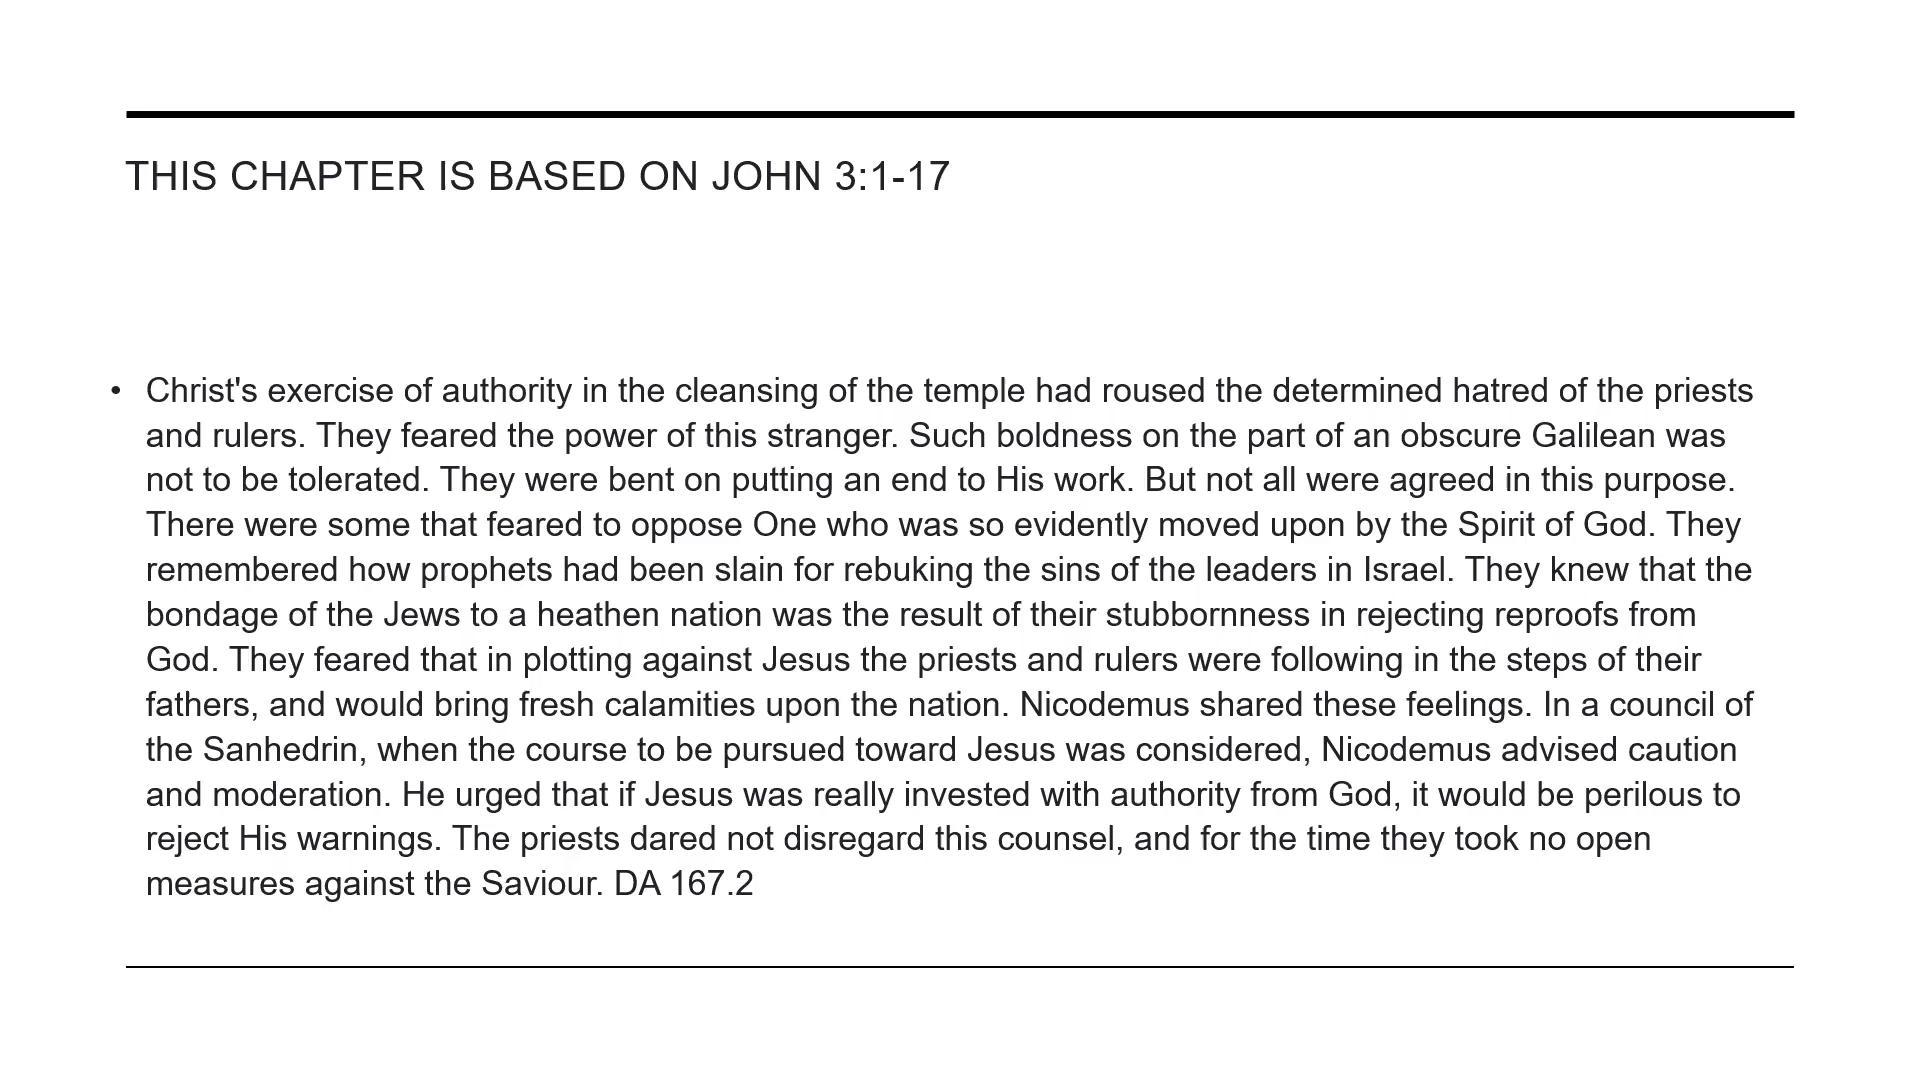 THIS CHAPTER IS BASED ON JOHN 3:1-17
• Christ's exercise of authority in the cleansing of the temple had roused the determined hatred of the priests
and rulers. They feared the power of this stranger. Such boldness on the part of an obscure Galilean was
not to be tolerated. They were bent on putting an end to His work. But not all were agreed in this purpose.
There were some that feared to oppose One who was so evidently moved upon by the Spirit of God. They
remembered how prophets had been slain for rebuking the sins of the leaders in Israel. They knew that the
bondage of the Jews to a heathen nation was the result of their stubbornness in rejecting reproofs from
God. They feared that in plotting against Jesus the priests and rulers were following in the steps of their
fathers, and would bring fresh calamities upon the nation. Nicodemus shared these feelings. In a council of
the Sanhedrin, when the course to be pursued toward Jesus was considered, Nicodemus advised caution
and moderation. He urged that if Jesus was really invested with authority from God, it would be perilous to
reject His warnings. The priests dared not disregard this counsel, and for the time they took no open
measures against the Saviour. DA 167.2